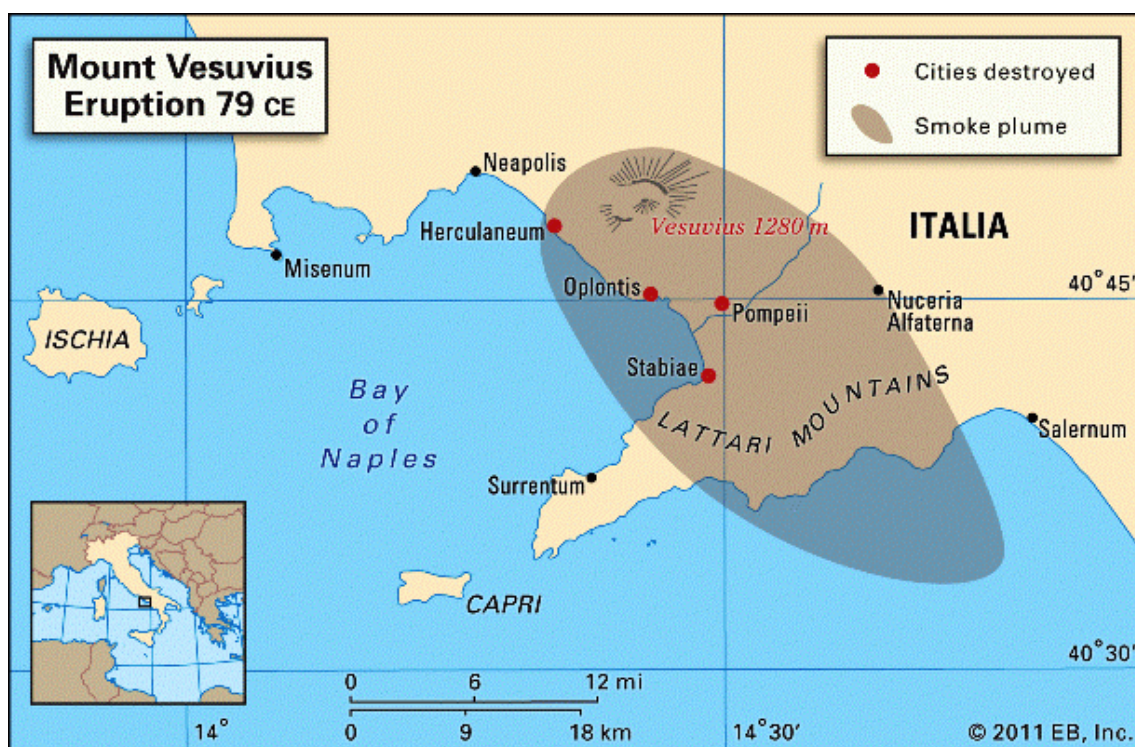 Mount Vesuvius
Eruption 79 CE
Cities destroyed
Smoke plume
Neapolis
Herculaneum
Vesuvius 1280 m
ITALIA
Misenum
Oplontis
Pompeii
Nuceria
Alfaterna
40°45'
ISCHIA
Stabiae
Bay
of
Naples
LATTARI MOUNTAINS
Salernum
Surrentum
CAPRI
40°30'
0 6 12 mi
0 9 18 km
14°
14°30'
© 2011 EB, Inc.